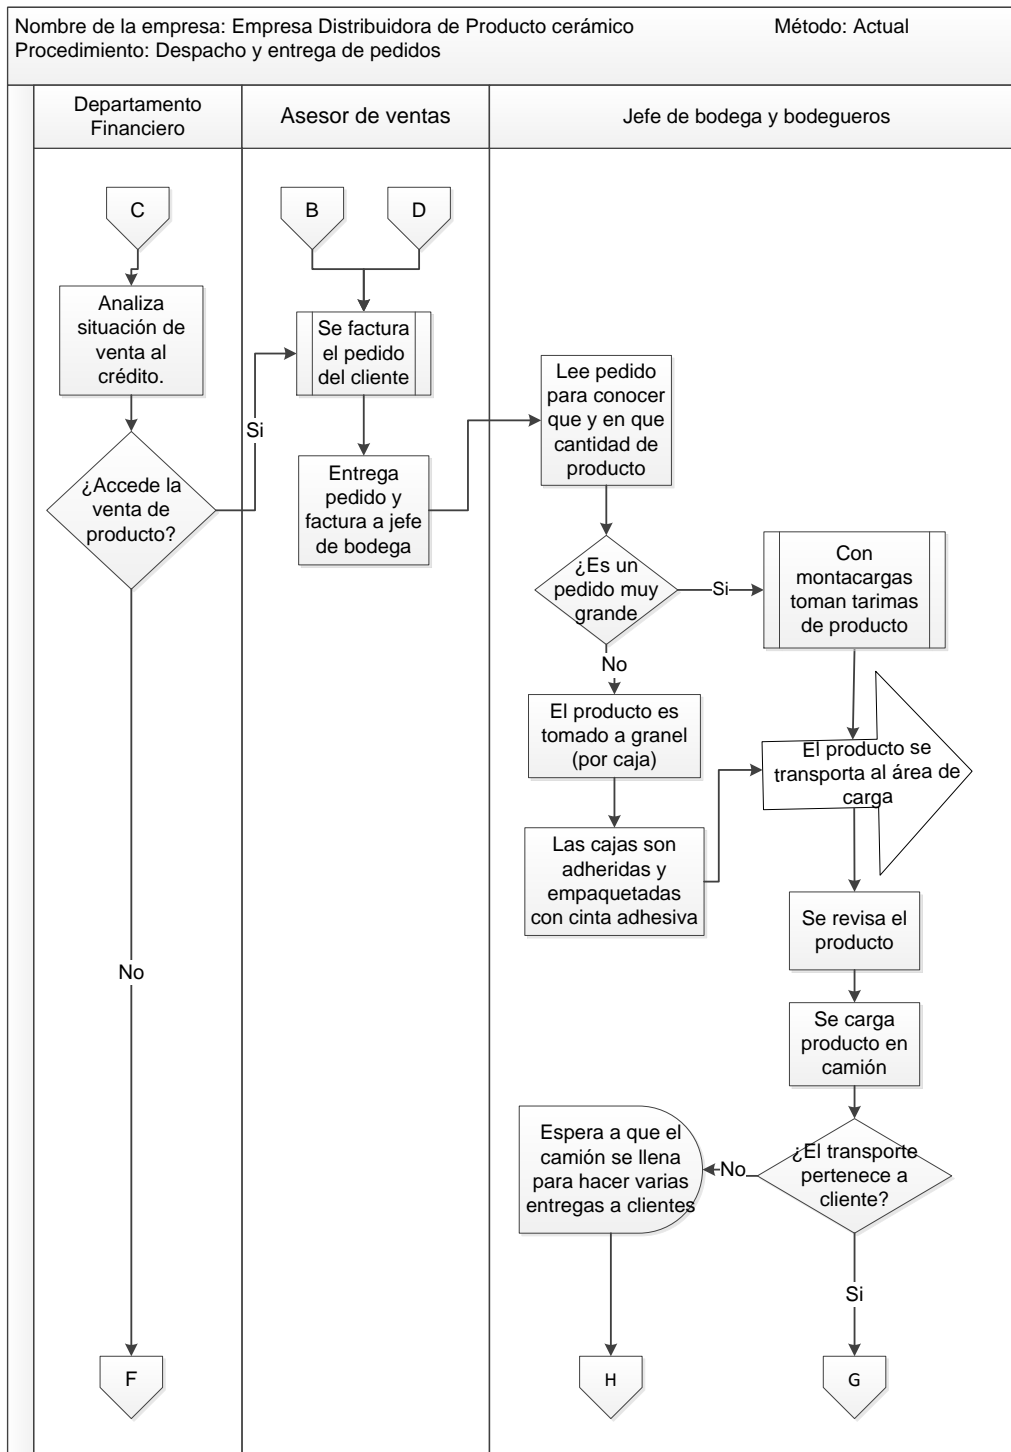 Nombre de la empresa: Empresa Distribuidora de Producto cerámico Método: Actual
Procedimiento: Despacho y entrega de pedidos
Departamento
Financiero
Asesor de ventas
Jefe de bodega y bodegueros
C
Analiza
situación de
venta al
crédito.
¿Accede la
venta de
producto?
Si
No
F
B
D
Se factura
el pedido
del cliente
Entrega
pedido y
factura a jefe
de bodega
Lee pedido
para conocer
que y en que
cantidad de
producto
¿Es un
pedido muy
grande
Si
Con
montacargas
toman tarimas
de producto
No
El producto es
tomado a granel
(por caja)
Las cajas son
adheridas y
empaquetadas
con cinta adhesiva
El producto se
transporta al área de
carga
Se revisa el
producto
Se carga
producto en
camión
¿El transporte
pertenece a
cliente?
No
Espera a que el
camión se llena
para hacer varias
entregas a clientes
Si
H
G